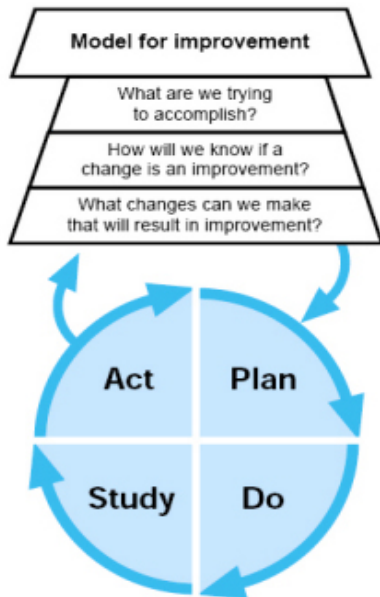 Model for improvement
What are we trying
to accomplish?
How will we know if a
change is an improvement?
What changes can we make
that will result in improvement?
Act
Plan
Study
Do